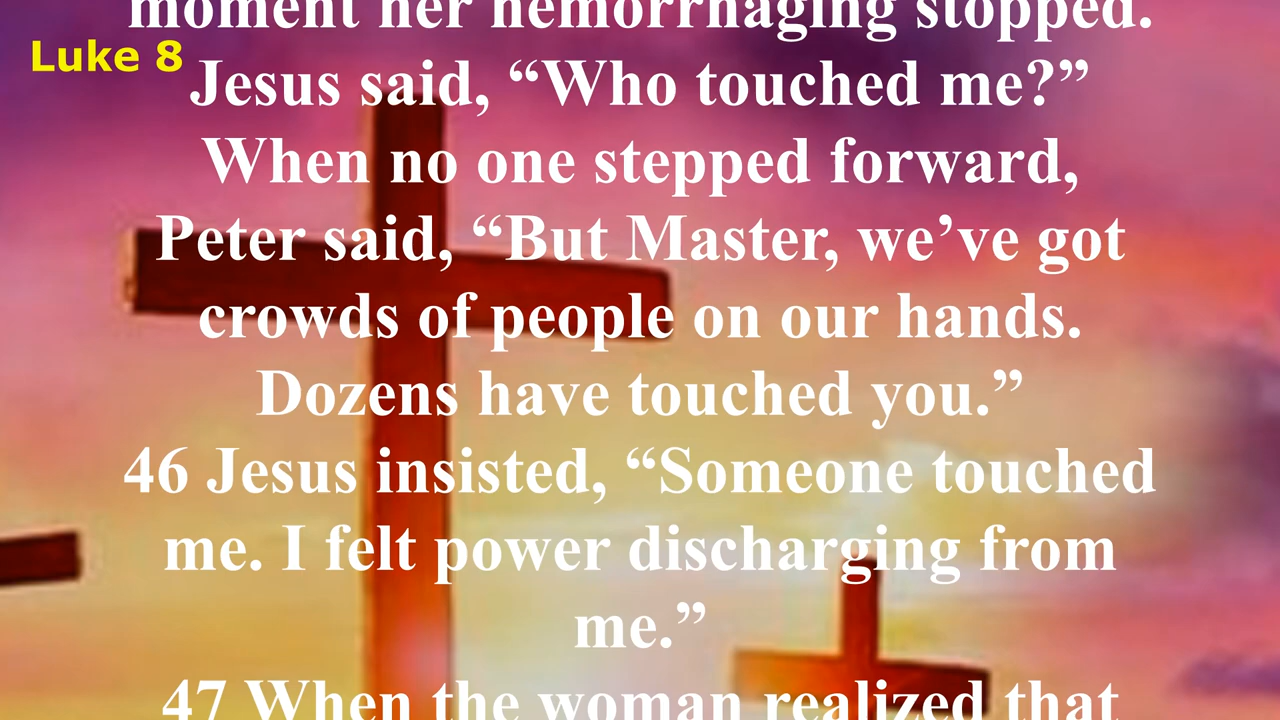 moment her hemorrhaging stopped.
Luke 8
Jesus said, “Who touched me?”
When no one stepped forward,
Peter said, “But Master, we’ve got
crowds of people on our hands.
Dozens have touched you.”
46 Jesus insisted, “Someone touched
me. I felt power discharging from
me.”
47 When the woman realized that